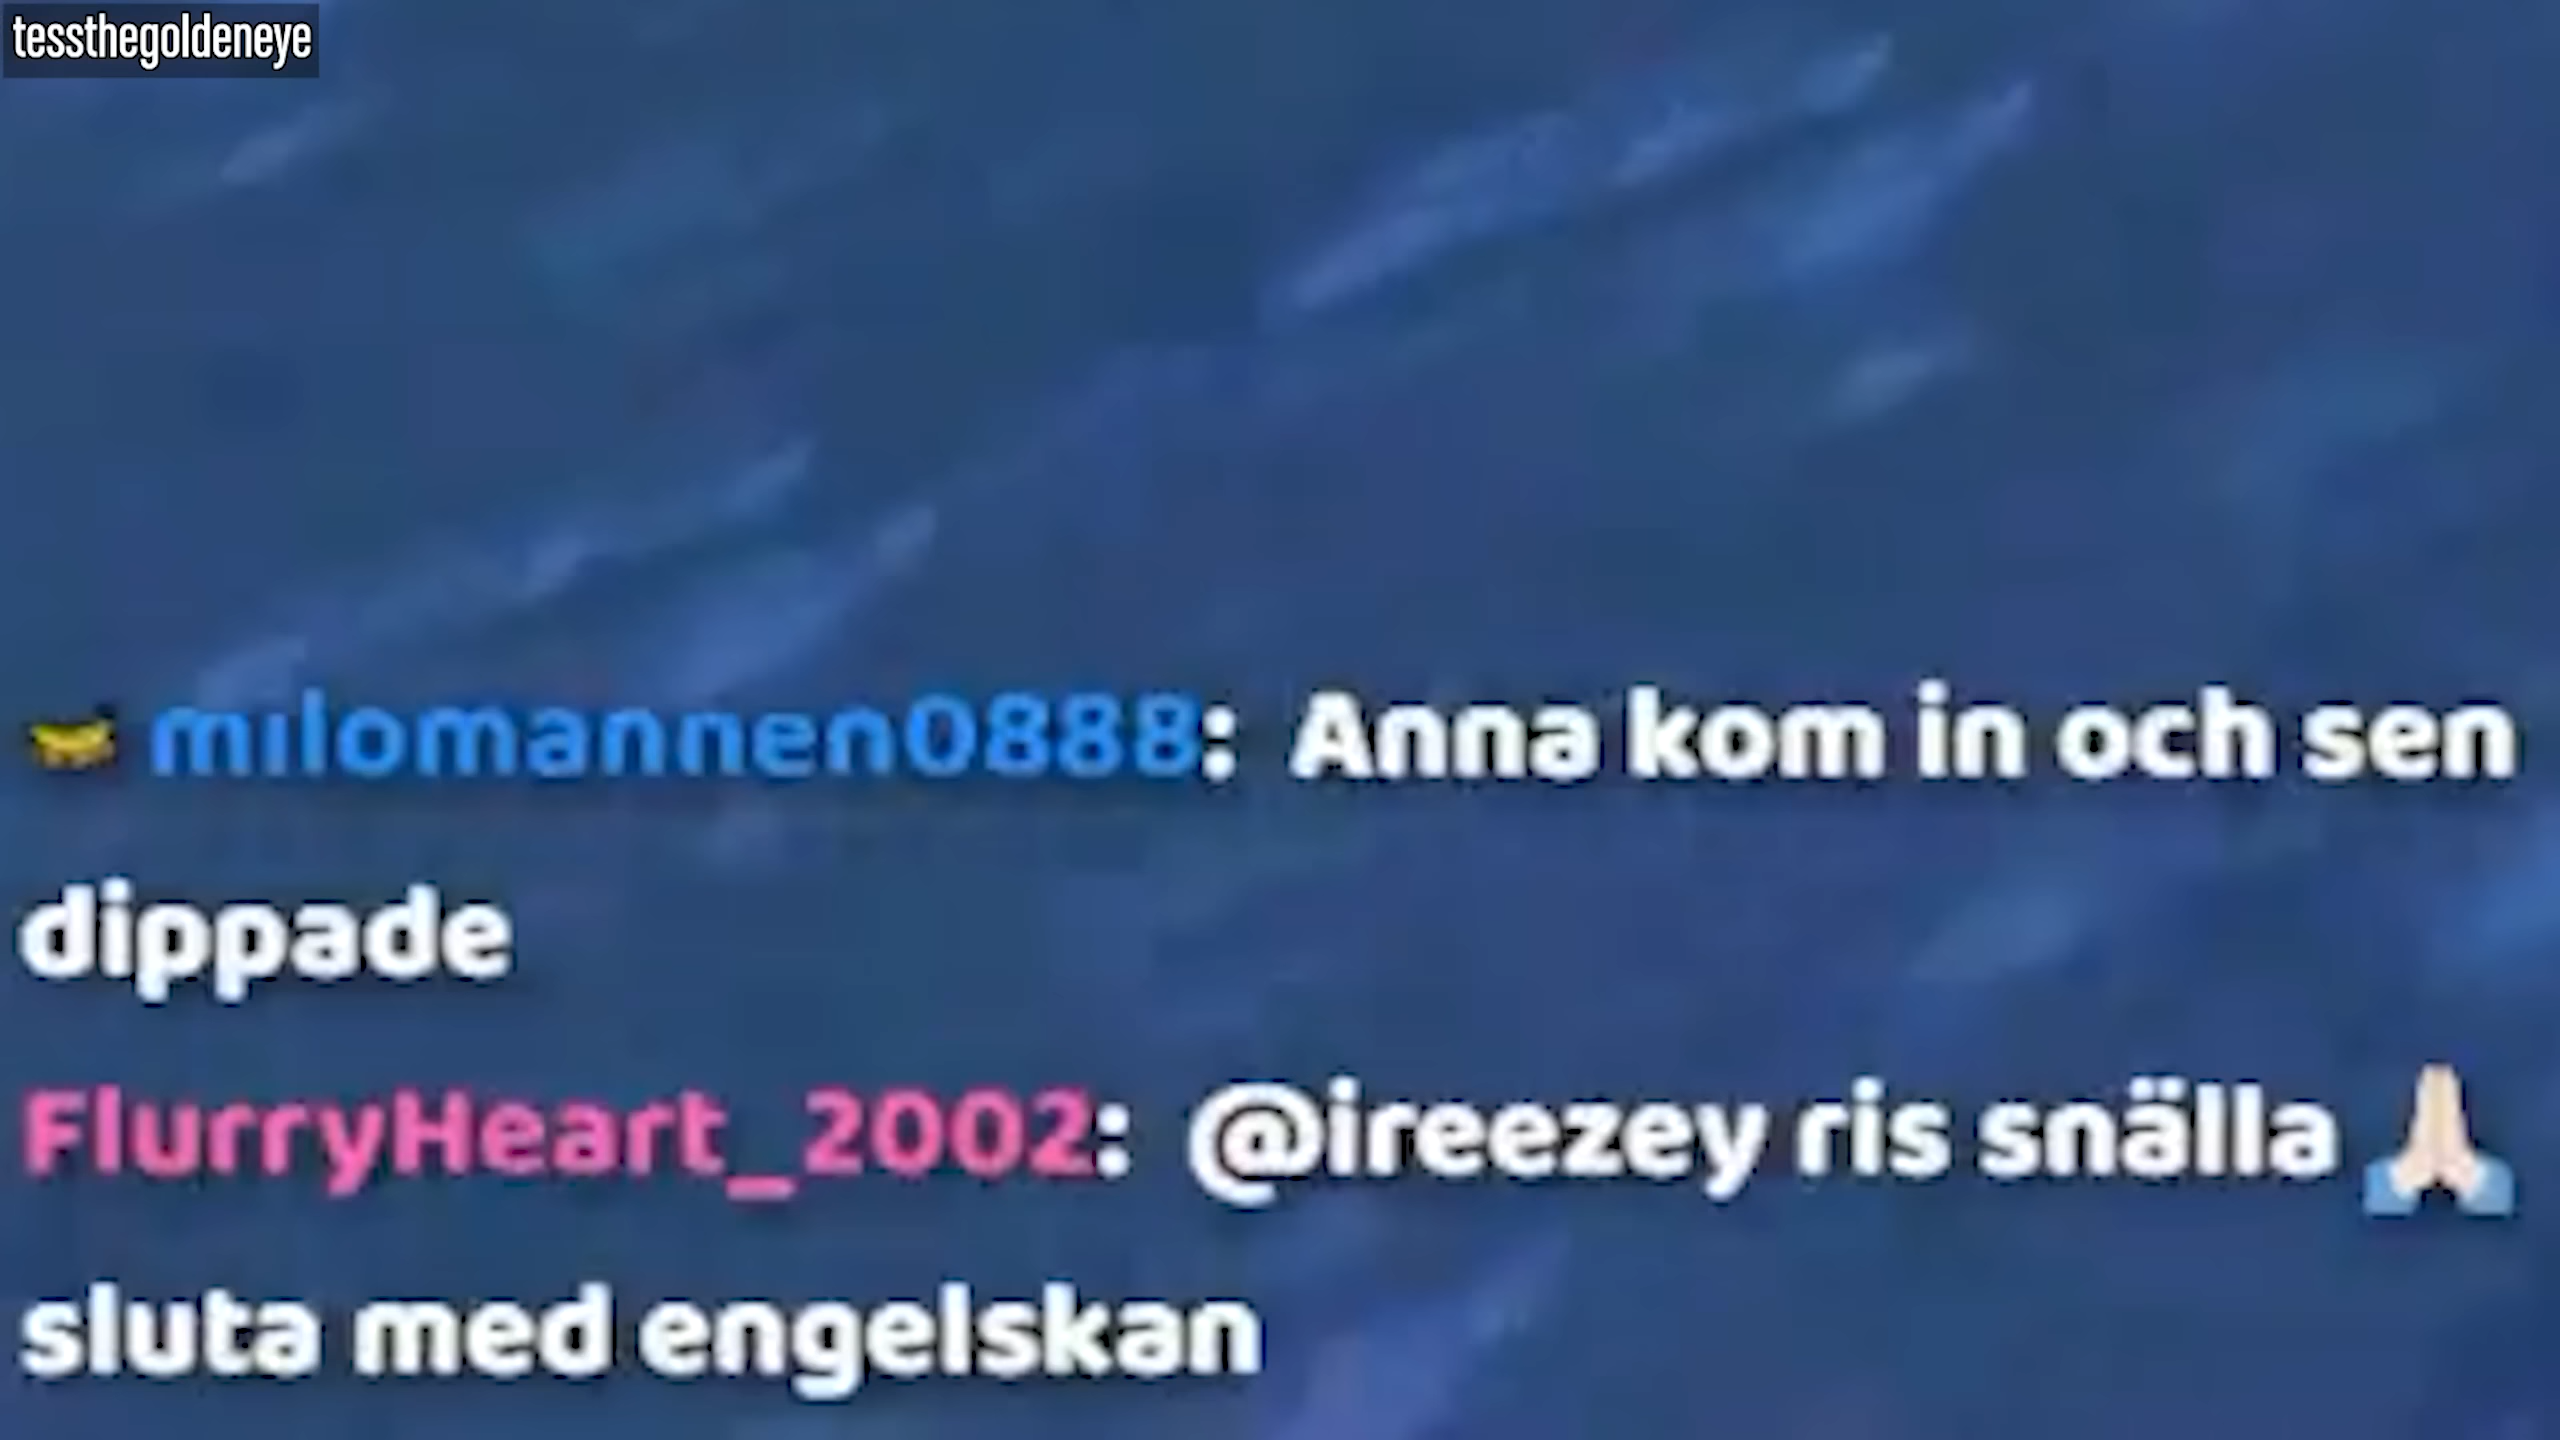 tessthegoldeneye
milomannen0888: Anna kom in och sen
dippade
FlurryHeart_2002: @ireezey ris snälla🙏🏻
sluta med engelskan